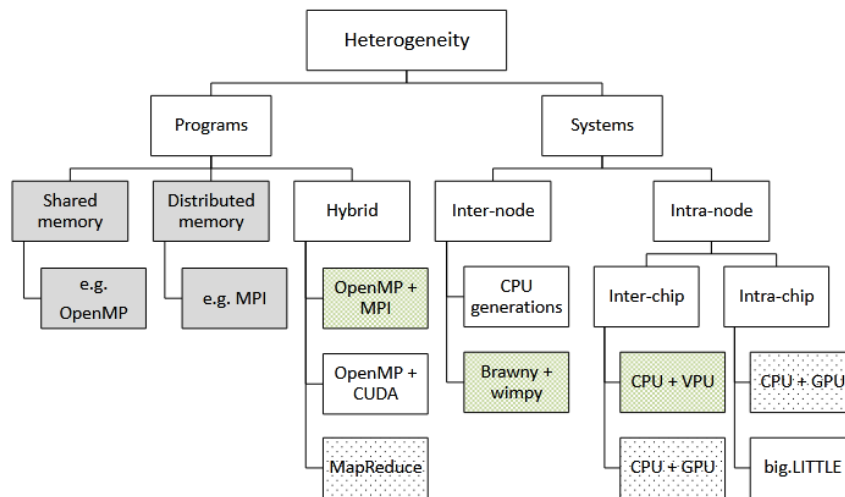 Heterogeneity
Programs
Systems
Shared
memory
Distributed
memory
Hybrid
Inter-node
Intra-node
e.g.
OpenMP
e.g. MPI
OpenMP +
MPI
CPU
generations
Inter-chip
Intra-chip
OpenMP +
CUDA
Brawny +
wimpy
CPU + VPU
CPU + GPU
MapReduce
CPU + GPU
big.LITTLE